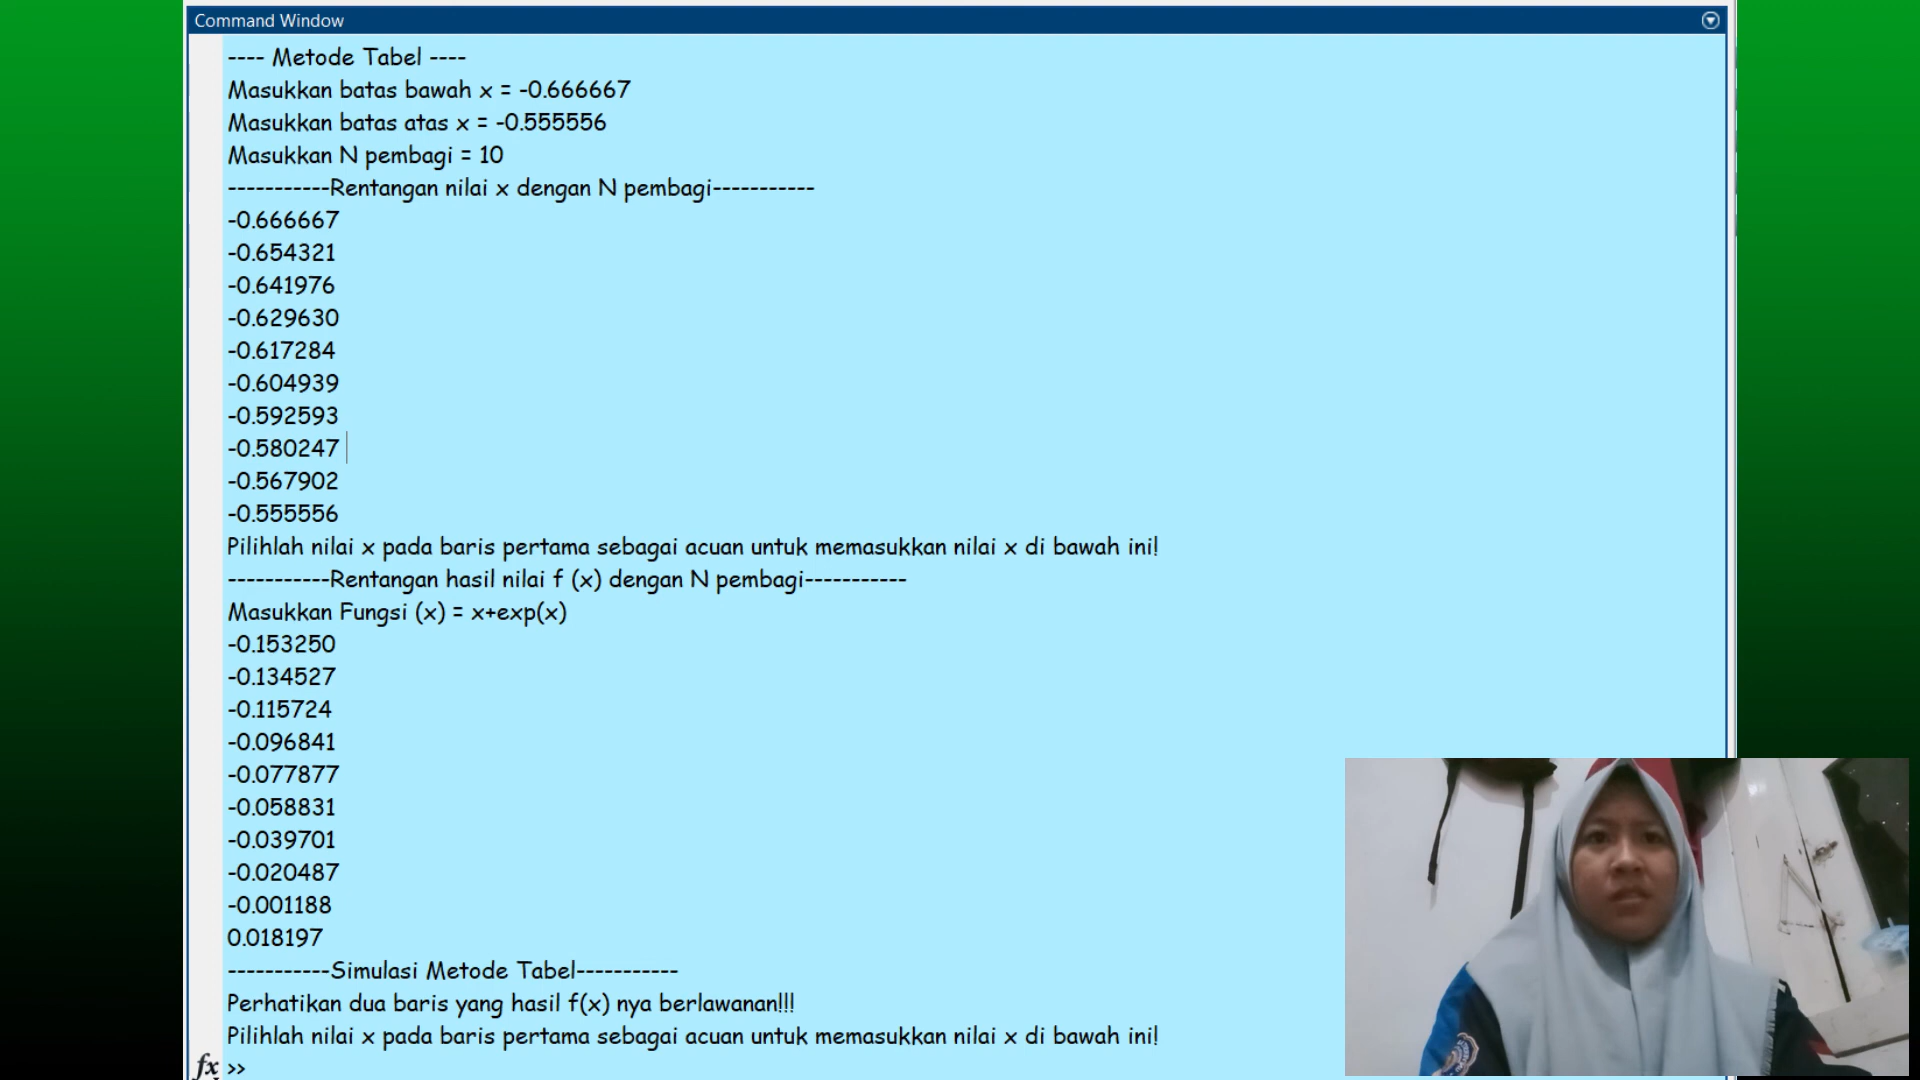 Command Window
---- Metode Tabel ----
Masukkan batas bawah x = -0.666667
Masukkan batas atas x = -0.555556
Masukkan N pembagi = 10
-----------Rentangan nilai x dengan N pembagi-----------
-0.666667
-0.654321
-0.641976
-0.629630
-0.617284
-0.604939
-0.592593
-0.580247
-0.567902
-0.555556
Pilihlah nilai x pada baris pertama sebagai acuan untuk memasukkan nilai x di bawah ini!
-----------Rentangan hasil nilai f (x) dengan N pembagi-----------
Masukkan Fungsi (x) = x+exp(x)
-0.153250
-0.134527
-0.115724
-0.096841
-0.077877
-0.058831
-0.039701
-0.020487
-0.001188
0.018197
-----------Simulasi Metode Tabel-----------
Perhatikan dua baris yang hasil f(x) nya berlawanan!!!
Pilihlah nilai x pada baris pertama sebagai acuan untuk memasukkan nilai x di bawah ini!
fx >>